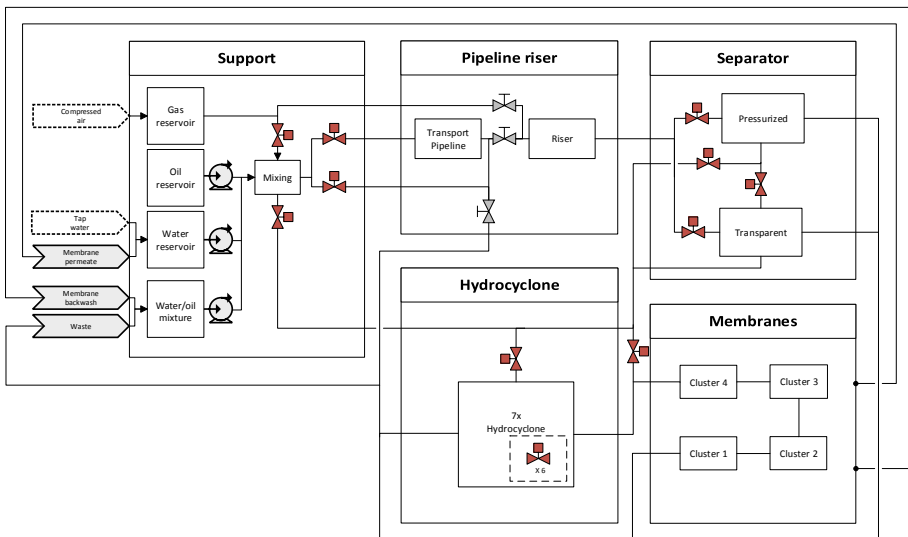 Support
Pipeline riser
Separator
Compressed
air
Gas
reservoir
Pressurized
Transport
Pipeline
Riser
Oil
reservoir
Mixing
Tap
water
Water
reservoir
Transparent
Membrane
permeate
Hydrocyclone
Membrane
backwash
Water/oil
mixture
Waste
Membranes
Cluster 4
Cluster 3
7x
Hydrocyclone
X 6
Cluster 1
Cluster 2